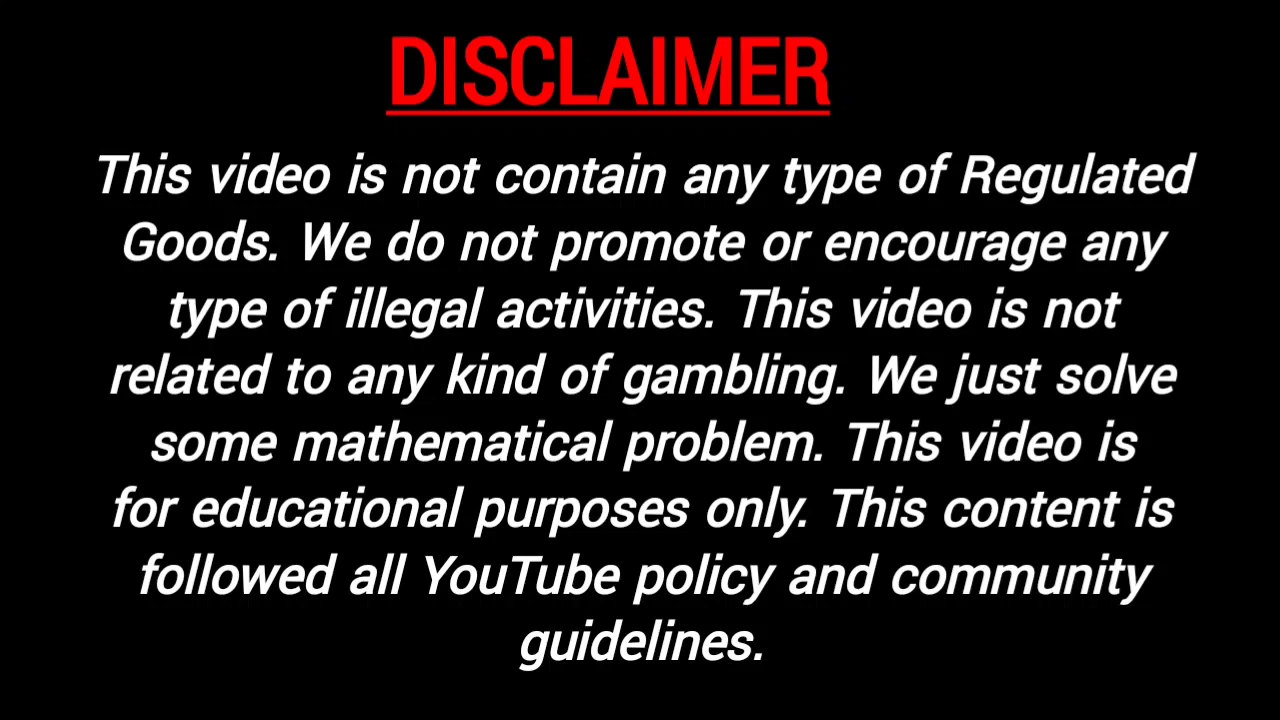 DISCLAIMER
This video is not contain any type of Regulated
Goods. We do not promote or encourage any
type of illegal activities. This video is not
related to any kind of gambling. We just solve
some mathematical problem. This video is
for educational purposes only. This content is
followed all YouTube policy and community
guidelines.